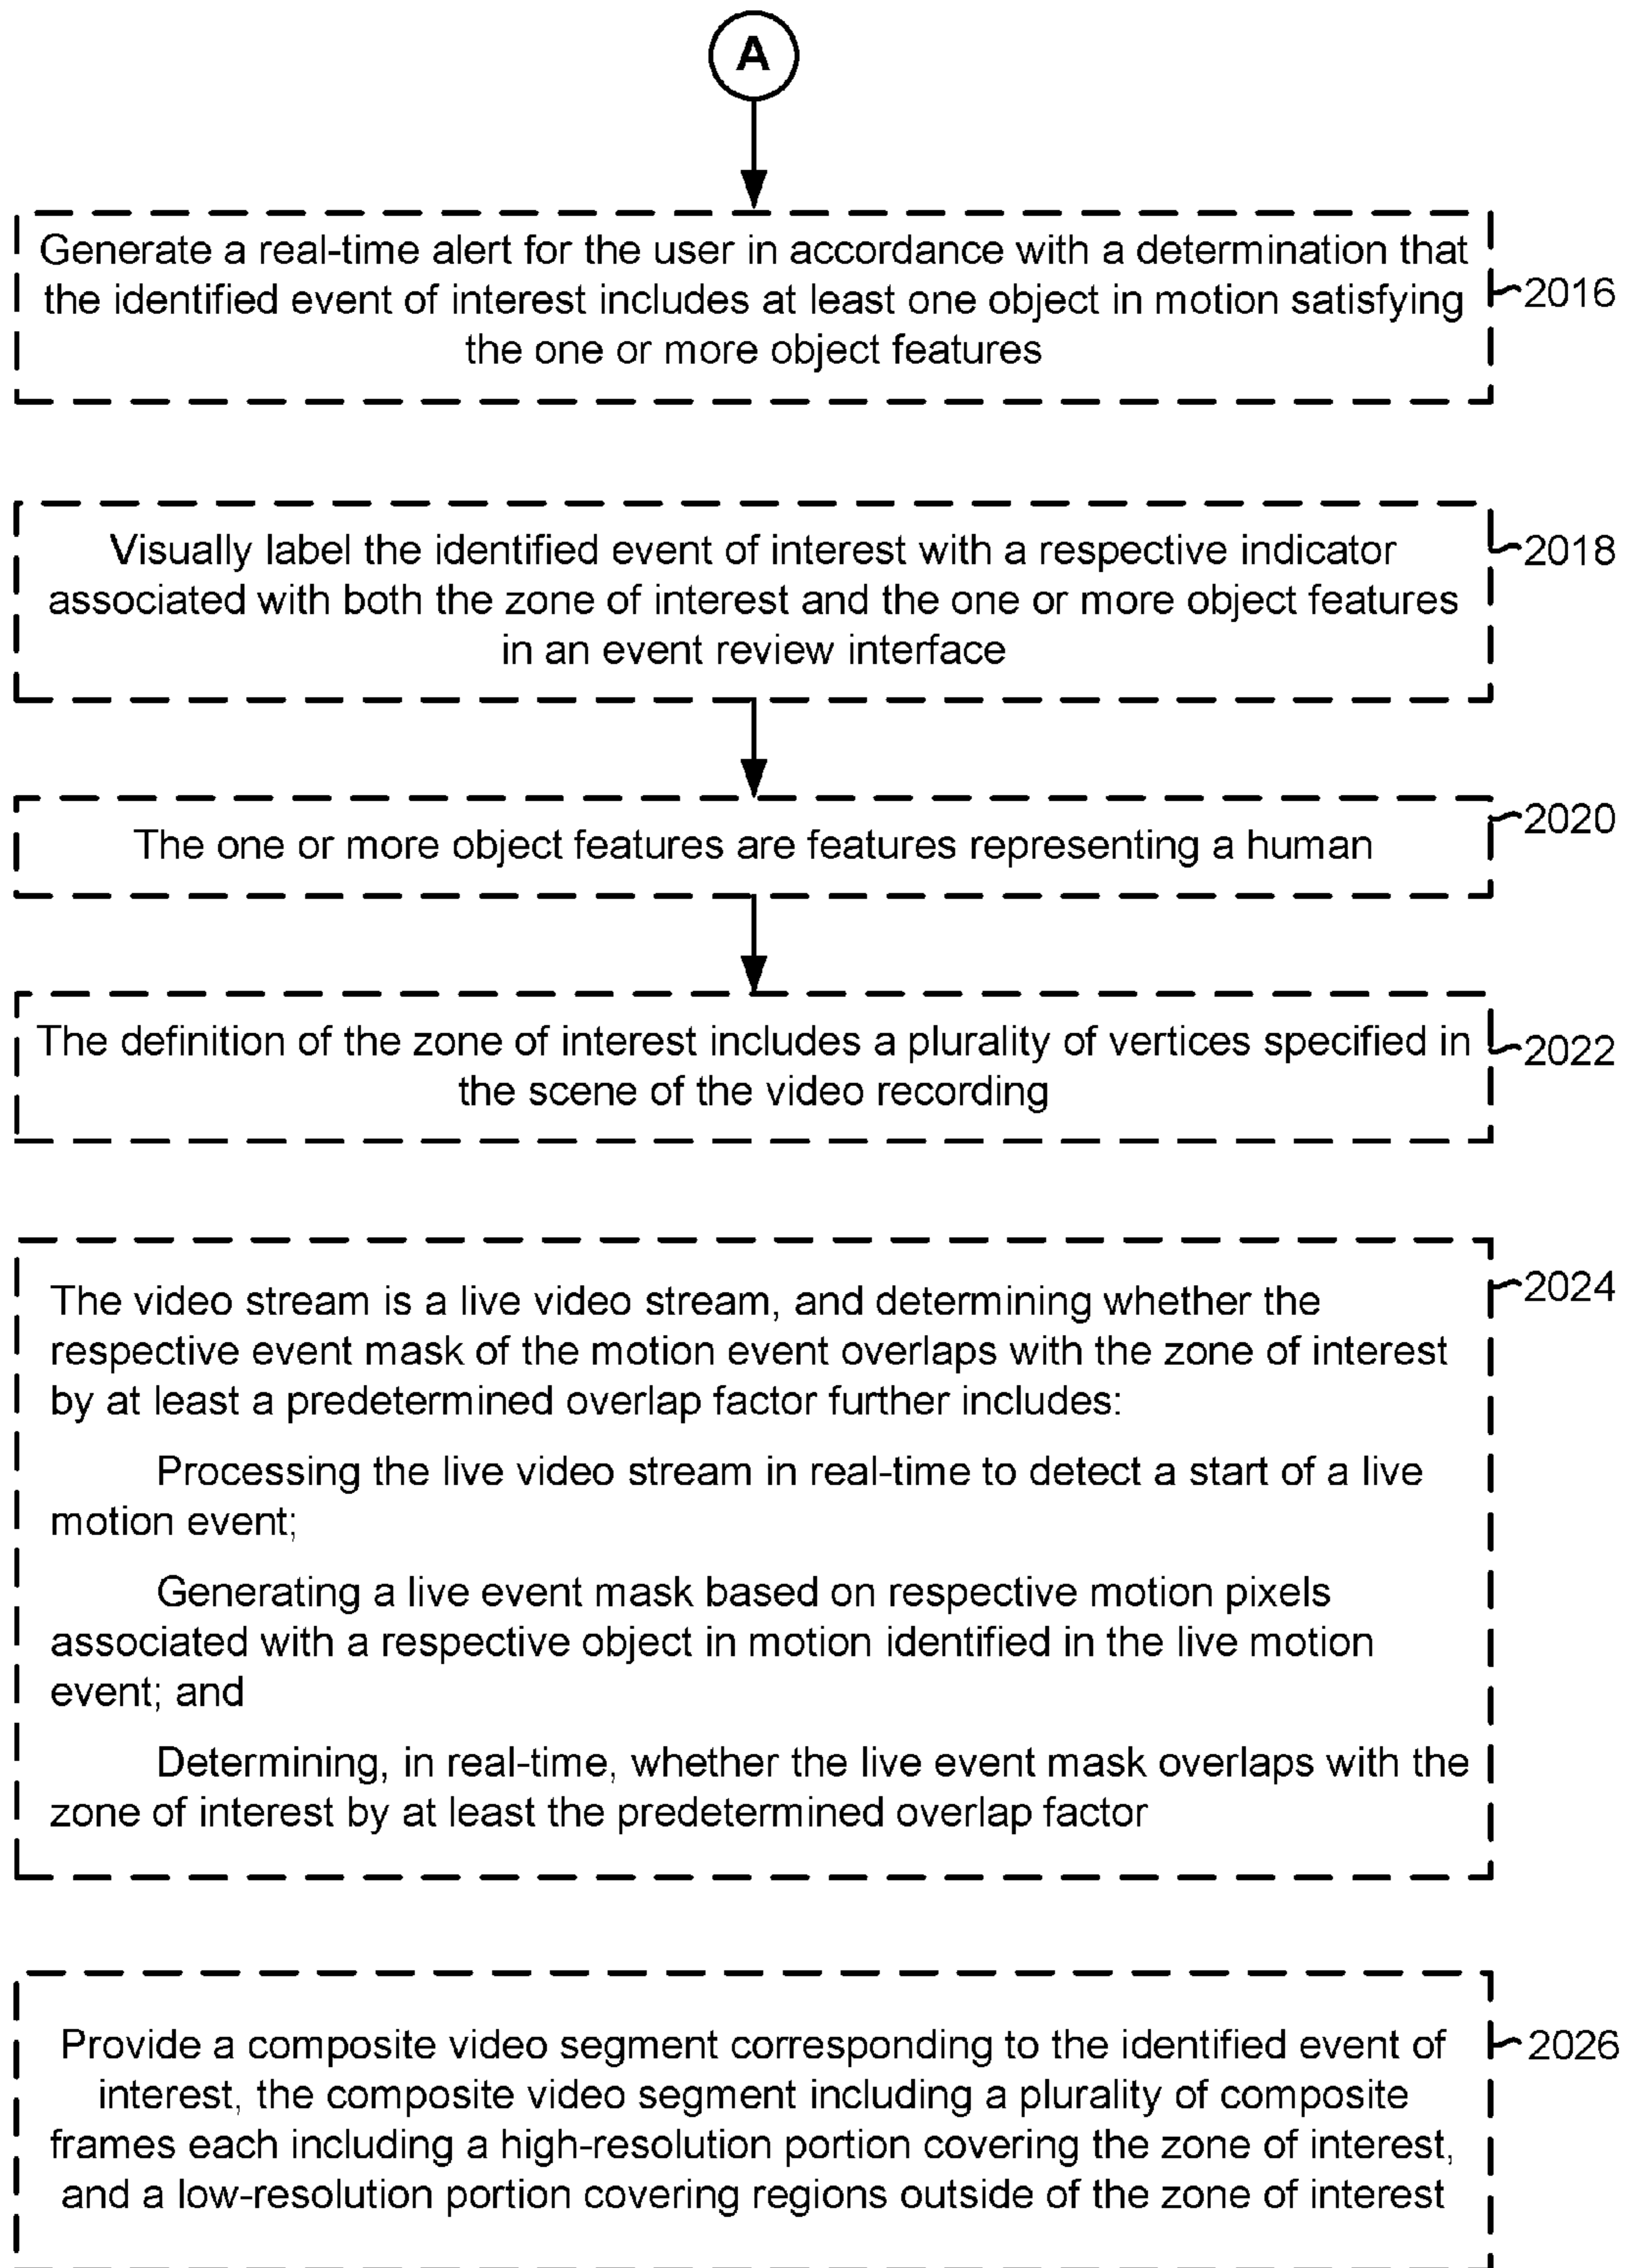 A
Generate a real-time alert for the user in accordance with a determination that
the identified event of interest includes at least one object in motion satisfying
the one or more object features
2016
Visually label the identified event of interest with a respective indicator
associated with both the zone of interest and the one or more object features
in an event review interface
2018
The one or more object features are features representing a human
2020
The definition of the zone of interest includes a plurality of vertices specified in
the scene of the video recording
2022
The video stream is a live video stream, and determining whether the
respective event mask of the motion event overlaps with the zone of interest
by at least a predetermined overlap factor further includes:
Processing the live video stream in real-time to detect a start of a live
motion event;
Generating a live event mask based on respective motion pixels
associated with a respective object in motion identified in the live motion
event; and
Determining, in real-time, whether the live event mask overlaps with the
zone of interest by at least the predetermined overlap factor
2024
Provide a composite video segment corresponding to the identified event of
interest, the composite video segment including a plurality of composite
frames each including a high-resolution portion covering the zone of interest,
and a low-resolution portion covering regions outside of the zone of interest
2026